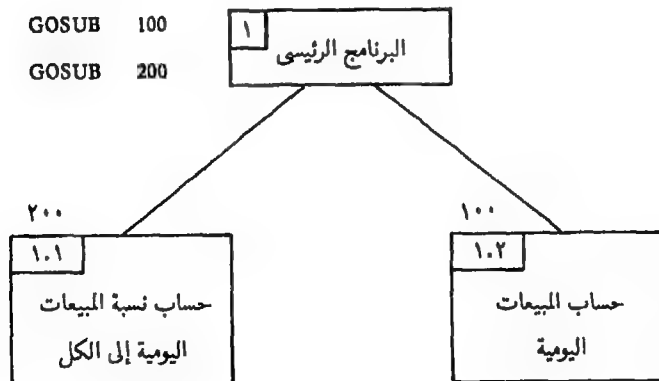 GOSUB 100
GOSUB 200
١
البرنامج الرئيسى
١٠٠
١.٢
حساب المبيعات
اليومية
٢٠٠
١.١
حساب نسبة المبيعات
اليومية إلى الكل